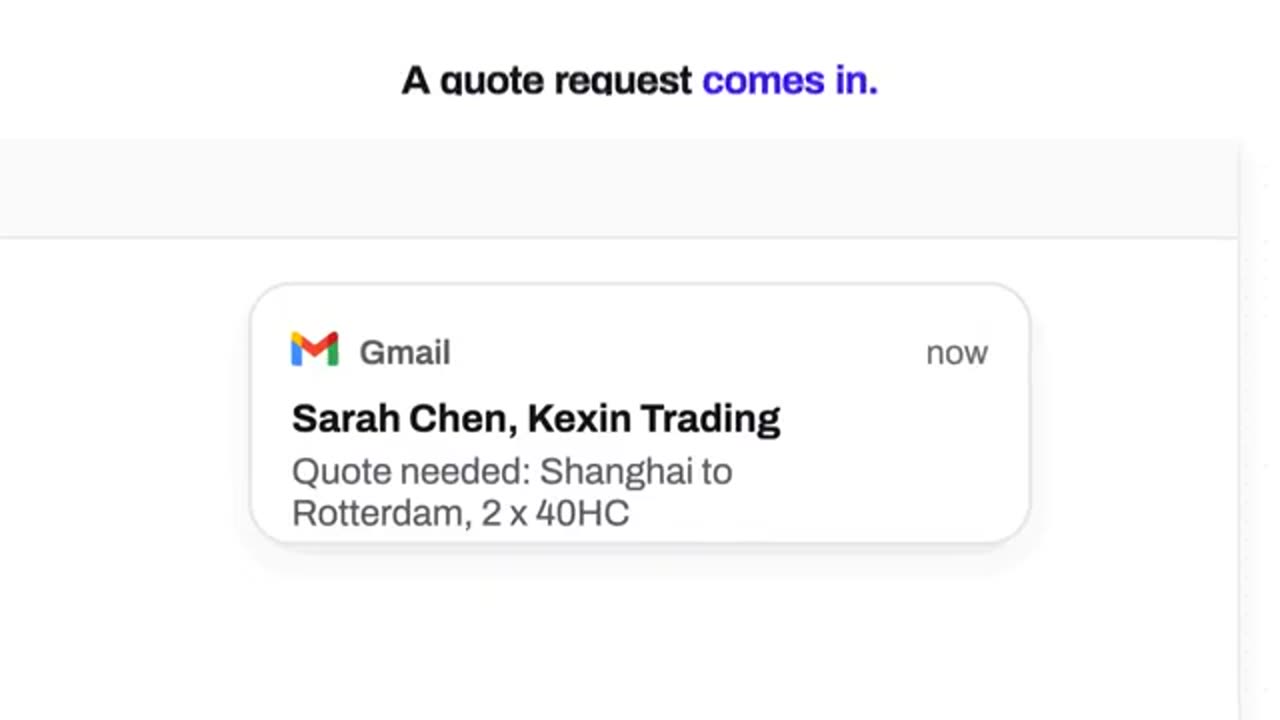 A quote request comes in.
Gmail
now
Sarah Chen, Kexin Trading
Quote needed: Shanghai to
Rotterdam, 2 x 40HC